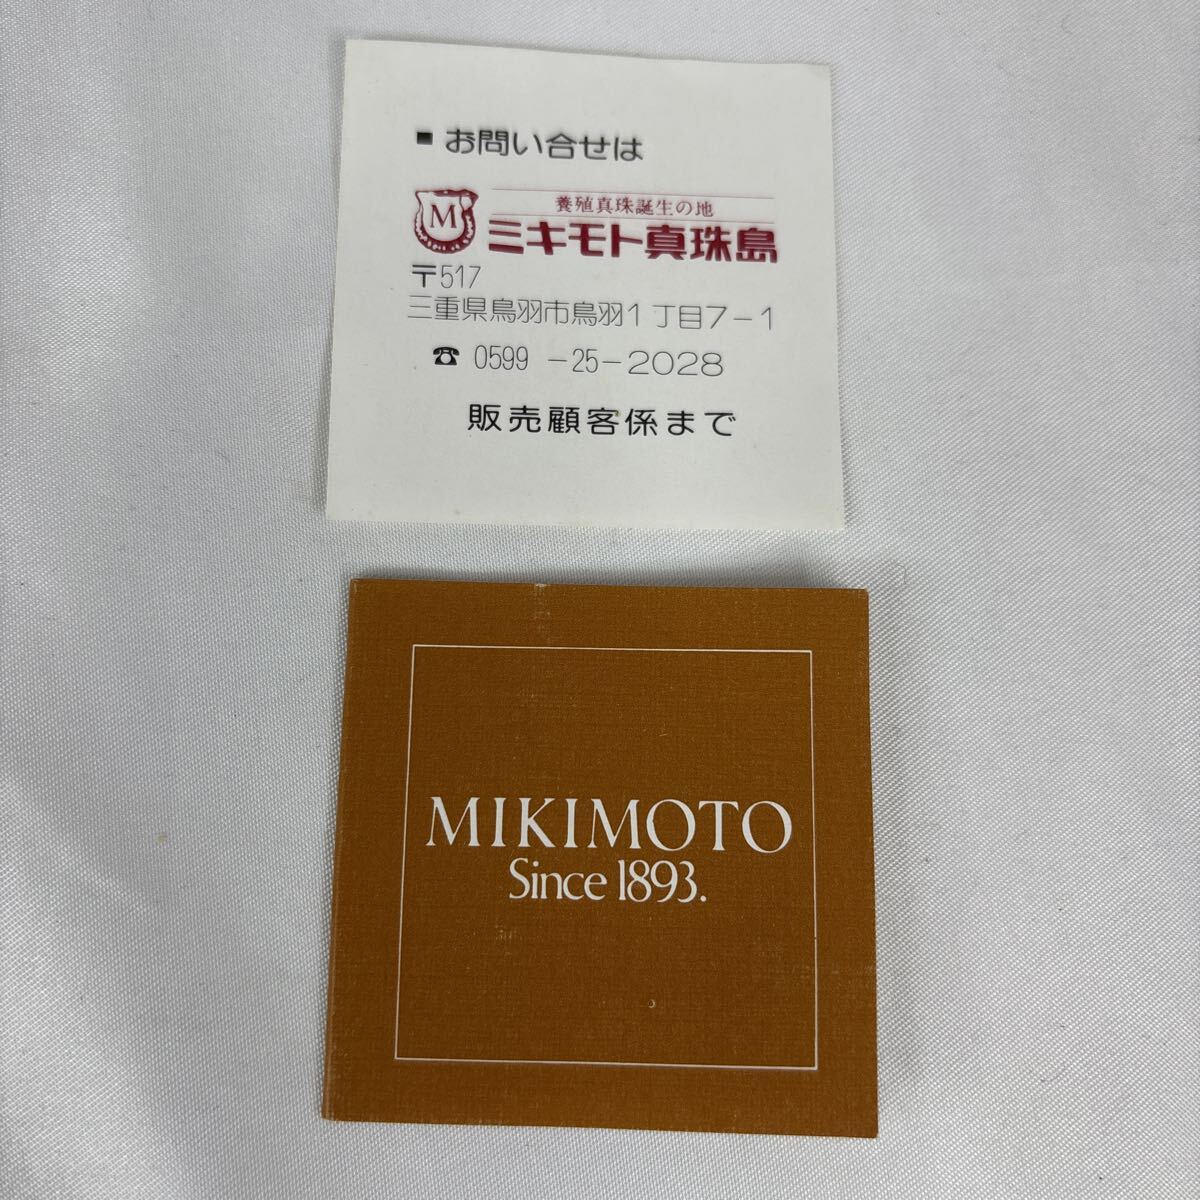 ■ お問い合せは
M
養殖真珠誕生の地
ミキモト真珠島
〒517
三重県鳥羽市鳥羽1丁目7-1
☎ 0599-25-2028
販売顧客係まで
MIKIMOTO
Since 1893.